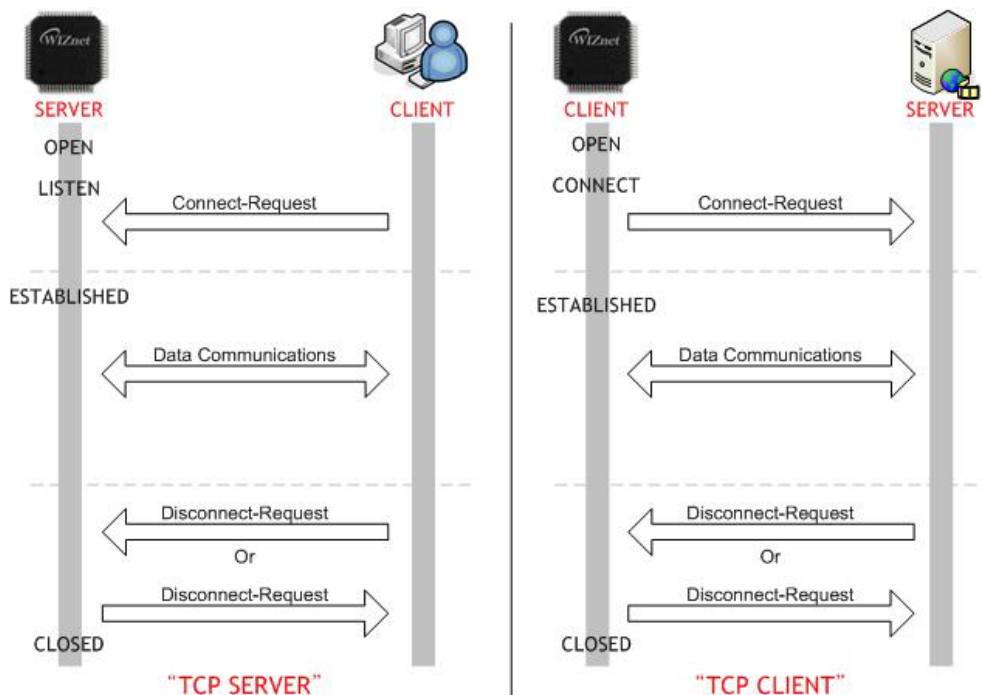 WIZnet
SERVER
CLIENT
OPEN
LISTEN
Connect-Request
ESTABLISHED
Data Communications
Disconnect-Request
Or
Disconnect-Request
CLOSED
"TCP SERVER"
WIZnet
CLIENT
SERVER
OPEN
CONNECT
Connect-Request
ESTABLISHED
Data Communications
Disconnect-Request
Or
Disconnect-Request
CLOSED
"TCP CLIENT"